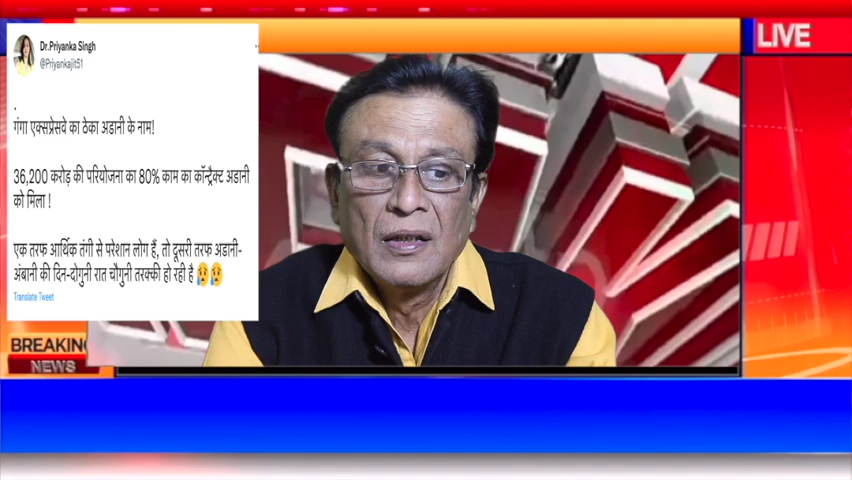 Dr.Priyanka Singh
@Priyankajit51
.
गंगा एक्सप्रेसवे का ठेका अडानी के नाम!
36,200 करोड़ की परियोजना का 80% काम का कॉन्ट्रैक्ट अडानी
को मिला !
एक तरफ आर्थिक तंगी से परेशान लोग हैं, तो दूसरी तरफ अडानी-
अंबानी की दिन-दोगुनी रात चौगुनी तरक्की हो रही है 😢😢
Translate Tweet
LIVE
BREAKING
NEWS